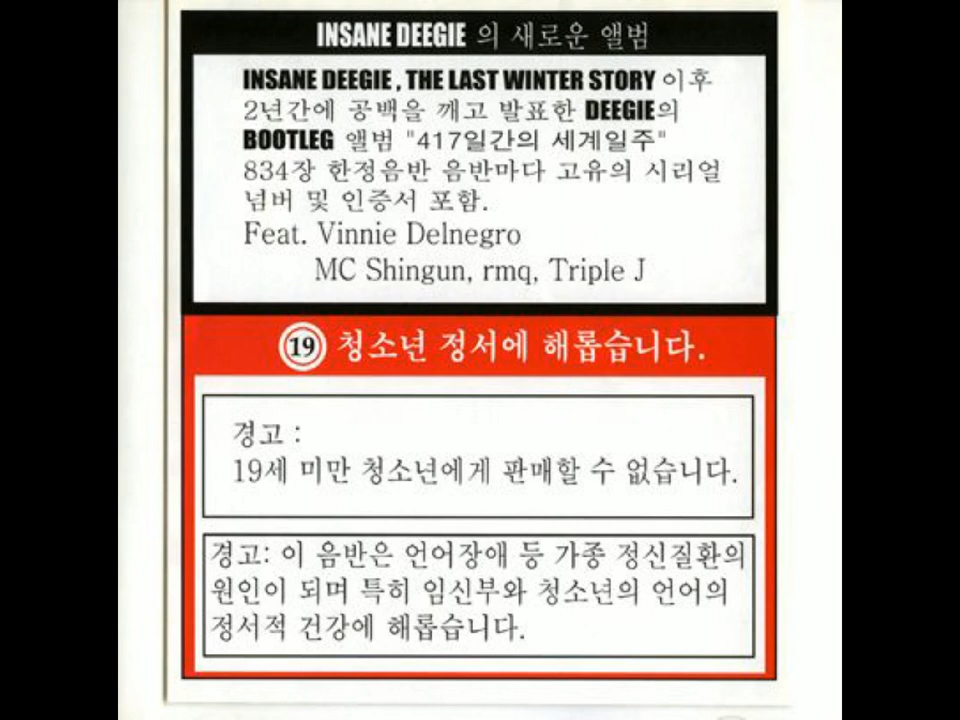 INSANE DEEGIE 의 새로운 앨범
INSANE DEEGIE , THE LAST WINTER STORY 이후
2년간에 공백을 깨고 발표한 DEEGIE의
BOOTLEG 앨범 "417일간의 세계일주"
834장 한정음반 음반마다 고유의 시리얼
넘버 및 인증서 포함.
Feat. Vinnie Delnegro
MC Shingun, rmq, Triple J
19 청소년 정서에 해롭습니다.
경고 :
19세 미만 청소년에게 판매할 수 없습니다.
경고: 이 음반은 언어장애 등 가종 정신질환의
원인이 되며 특히 임신부와 청소년의 언어의
정서적 건강에 해롭습니다.